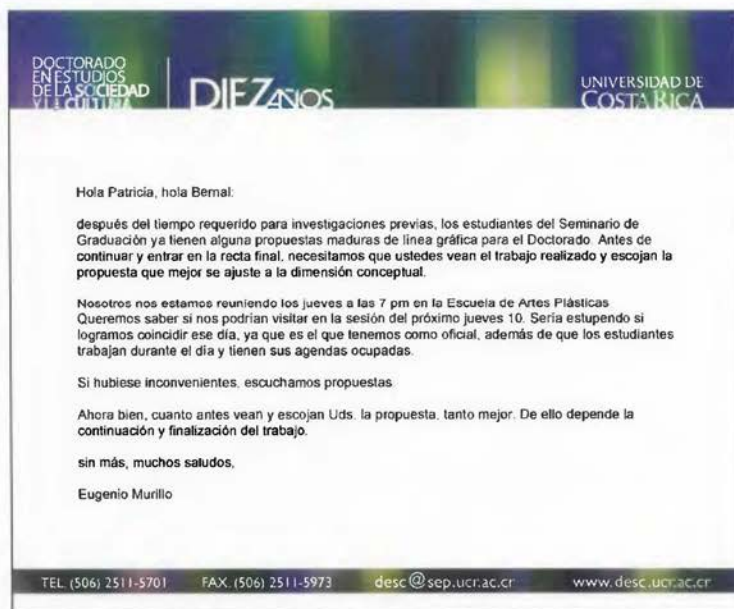 DOCTORADO
EN ESTUDIOS
DE LA SOCIEDAD
Y LA CULTURA
DIEZ AÑOS
UNIVERSIDAD DE
COSTA RICA
Hola Patricia, hola Bernal:
después del tiempo requerido para investigaciones previas, los estudiantes del Seminario de
Graduación ya tienen alguna propuestas maduras de línea gráfica para el Doctorado. Antes de
continuar y entrar en la recta final, necesitamos que ustedes vean el trabajo realizado y escojan la
propuesta que mejor se ajuste a la dimensión conceptual.
Nosotros nos estamos reuniendo los jueves a las 7 pm en la Escuela de Artes Plásticas
Queremos saber si nos podrían visitar en la sesión del próximo jueves 10. Sería estupendo si
logramos coincidir ese día, ya que es el que tenemos como oficial, además de que los estudiantes
trabajan durante el día y tienen sus agendas ocupadas.
Si hubiese inconvenientes, escuchamos propuestas
Ahora bien, cuanto antes vean y escojan Uds. la propuesta, tanto mejor. De ello depende la
continuación y finalización del trabajo.
sin más, muchos saludos,
Eugenio Murillo
TEL. (506) 2511-5701 FAX. (506) 2511-5973 desc@sep.ucr.ac.cr www.desc.ucr.ac.cr